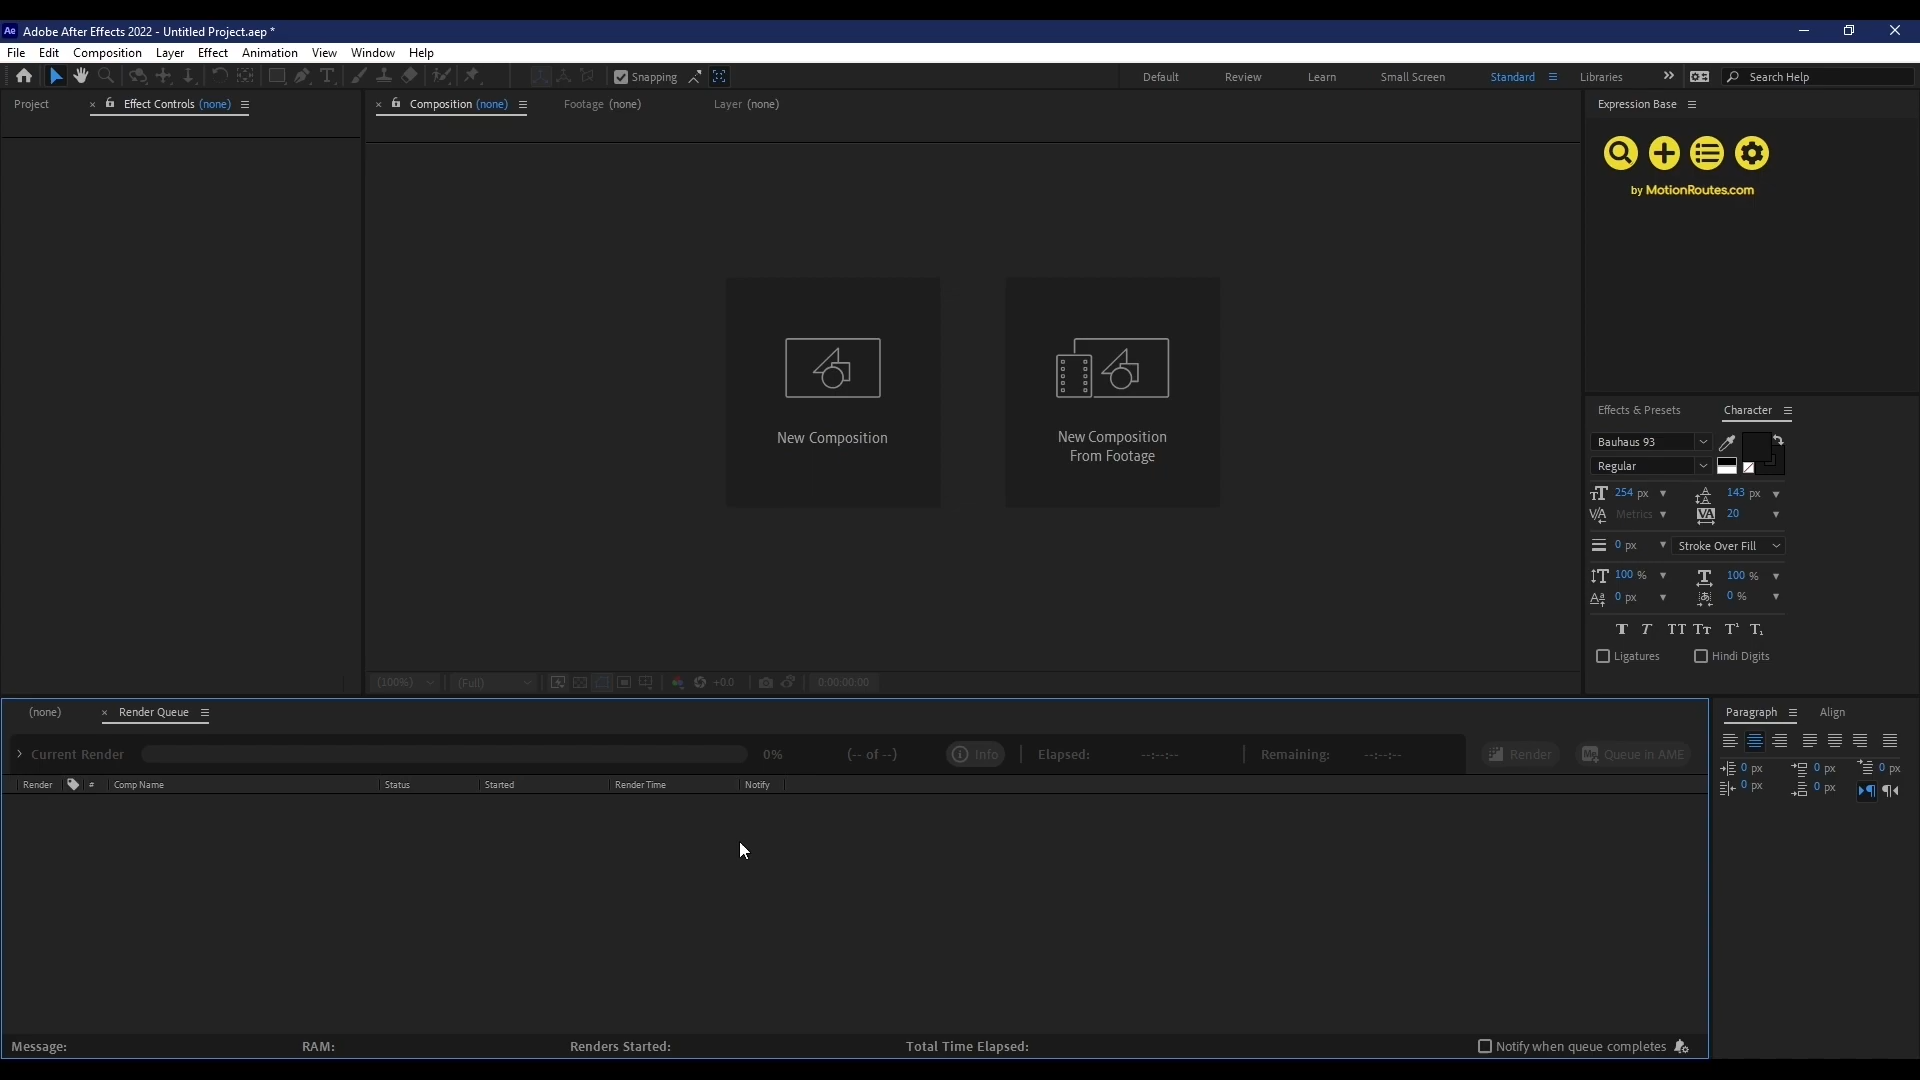 Ae Adobe After Effects 2022 - Untitled Project.aep *
File Edit Composition Layer Effect Animation View Window Help
Snapping Default Review Learn Small Screen Standard Libraries Search Help
Project Effect Controls (none) Composition (none) Footage (none) Layer (none) Expression Base
by MotionRoutes.com
New Composition
New Composition
From Footage
Effects & Presets Character
Bauhaus 93
Regular
254 px 143 px
Metrics 20
0 px Stroke Over Fill
100 % 100 %
0 px 0 %
Ligatures Hindi Digits
(100%) (Full) +0.0 0:00:00:00
(none) Render Queue Paragraph Align
Current Render 0% (-- of --) Info Elapsed: --:--:-- Remaining: --:--:-- Render Queue in AME
0 px 0 px 0 px
0 px 0 px
Render # Comp Name Status Started Render Time Notify
Message: RAM: Renders Started: Total Time Elapsed: Notify when queue completes